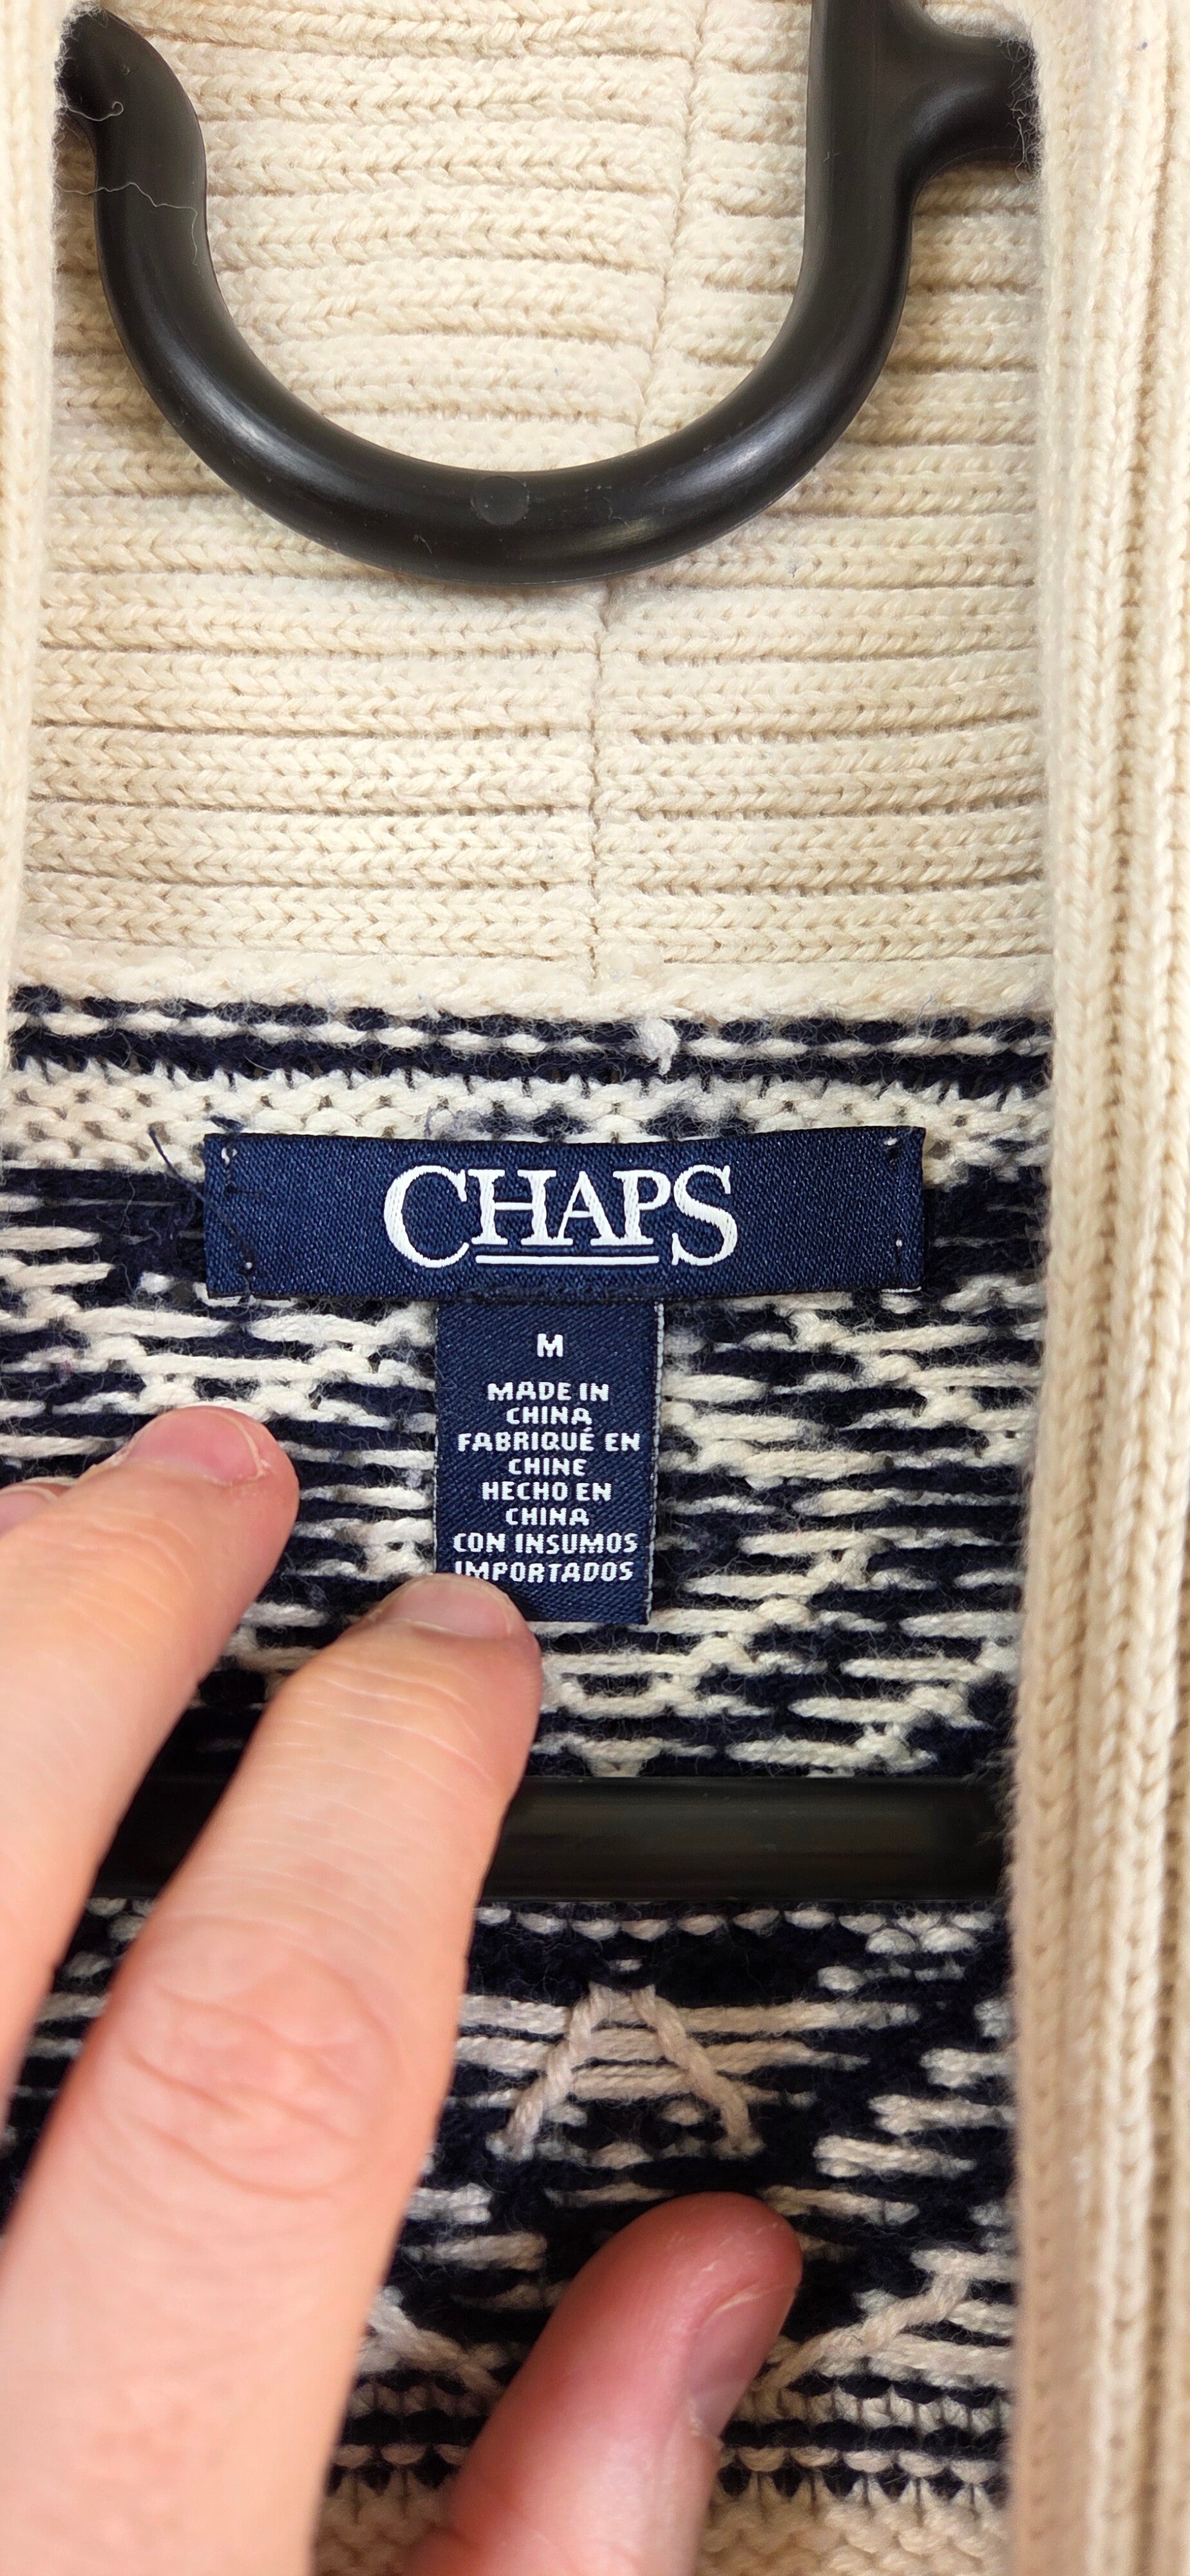 CHAPS
M
MADE IN
CHINA
FABRIQUÉ EN
CHINE
HECHO EN
CHINA
CON INSUMOS
IMPORTADOS